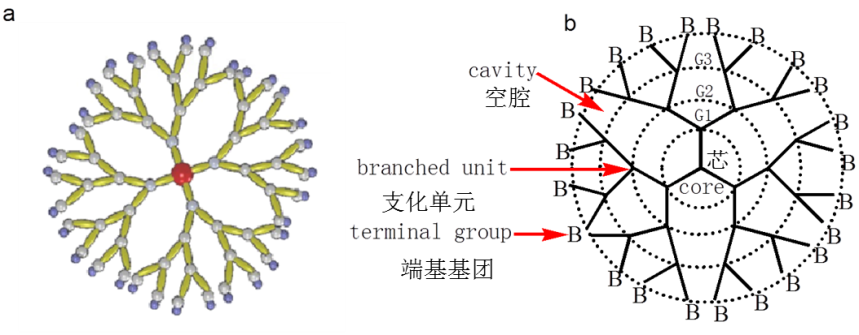 a
b
B B
B B
B B
G3
B B
cavity
空腔
G2
B B
G1
B B
芯
branched unit
B B
core
支化单元
B B
terminal group
B B
端基基团
B B
B B
B B